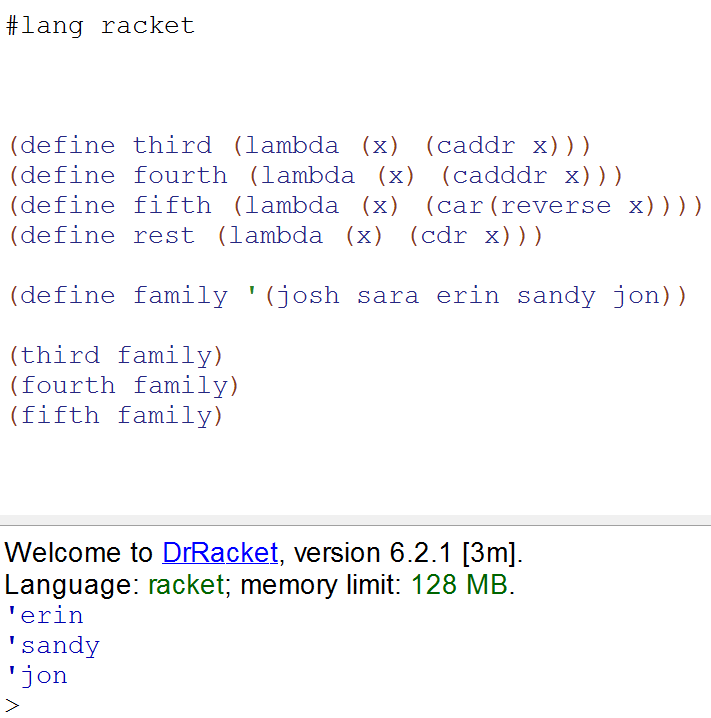 #lang racket
(define third (lambda (x) (caddr x)))
(define fourth (lambda (x) (cadddr x)))
(define fifth (lambda (x) (car(reverse x))))
(define rest (lambda (x) (cdr x)))
(define family '(josh sara erin sandy jon))
(third family)
(fourth family)
(fifth family)
Welcome to DrRacket, version 6.2.1 [3m].
Language: racket; memory limit: 128 MB.
'erin
'sandy
'jon
>